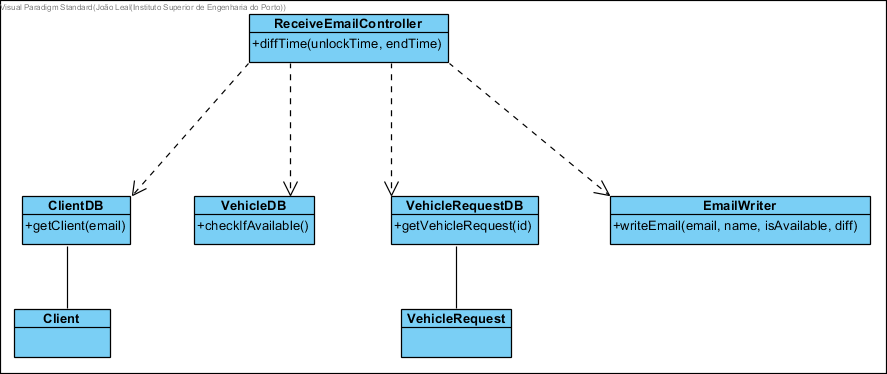 Visual Paradigm Standard(João Leal(Instituto Superior de Engenharia do Porto))
ReceiveEmailController
+diffTime(unlockTime, endTime)
ClientDB
+getClient(email)
VehicleDB
+checkIfAvailable()
VehicleRequestDB
+getVehicleRequest(id)
EmailWriter
+writeEmail(email, name, isAvailable, diff)
Client
VehicleRequest